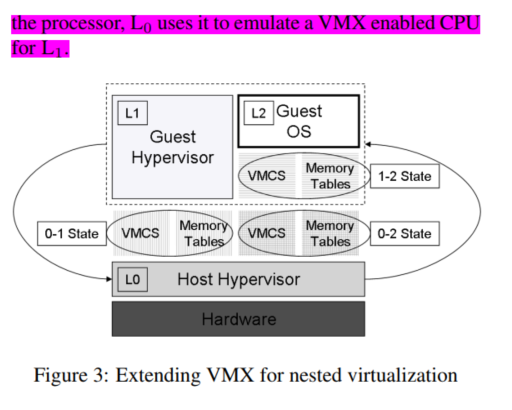 the processor, L0 uses it to emulate a VMX enabled CPU
for L1.
L1
Guest
Hypervisor
L2 Guest
OS
VMCS Memory
Tables
1-2 State
0-1 State
VMCS Memory
Tables
VMCS Memory
Tables
0-2 State
L0 Host Hypervisor
Hardware
Figure 3: Extending VMX for nested virtualization